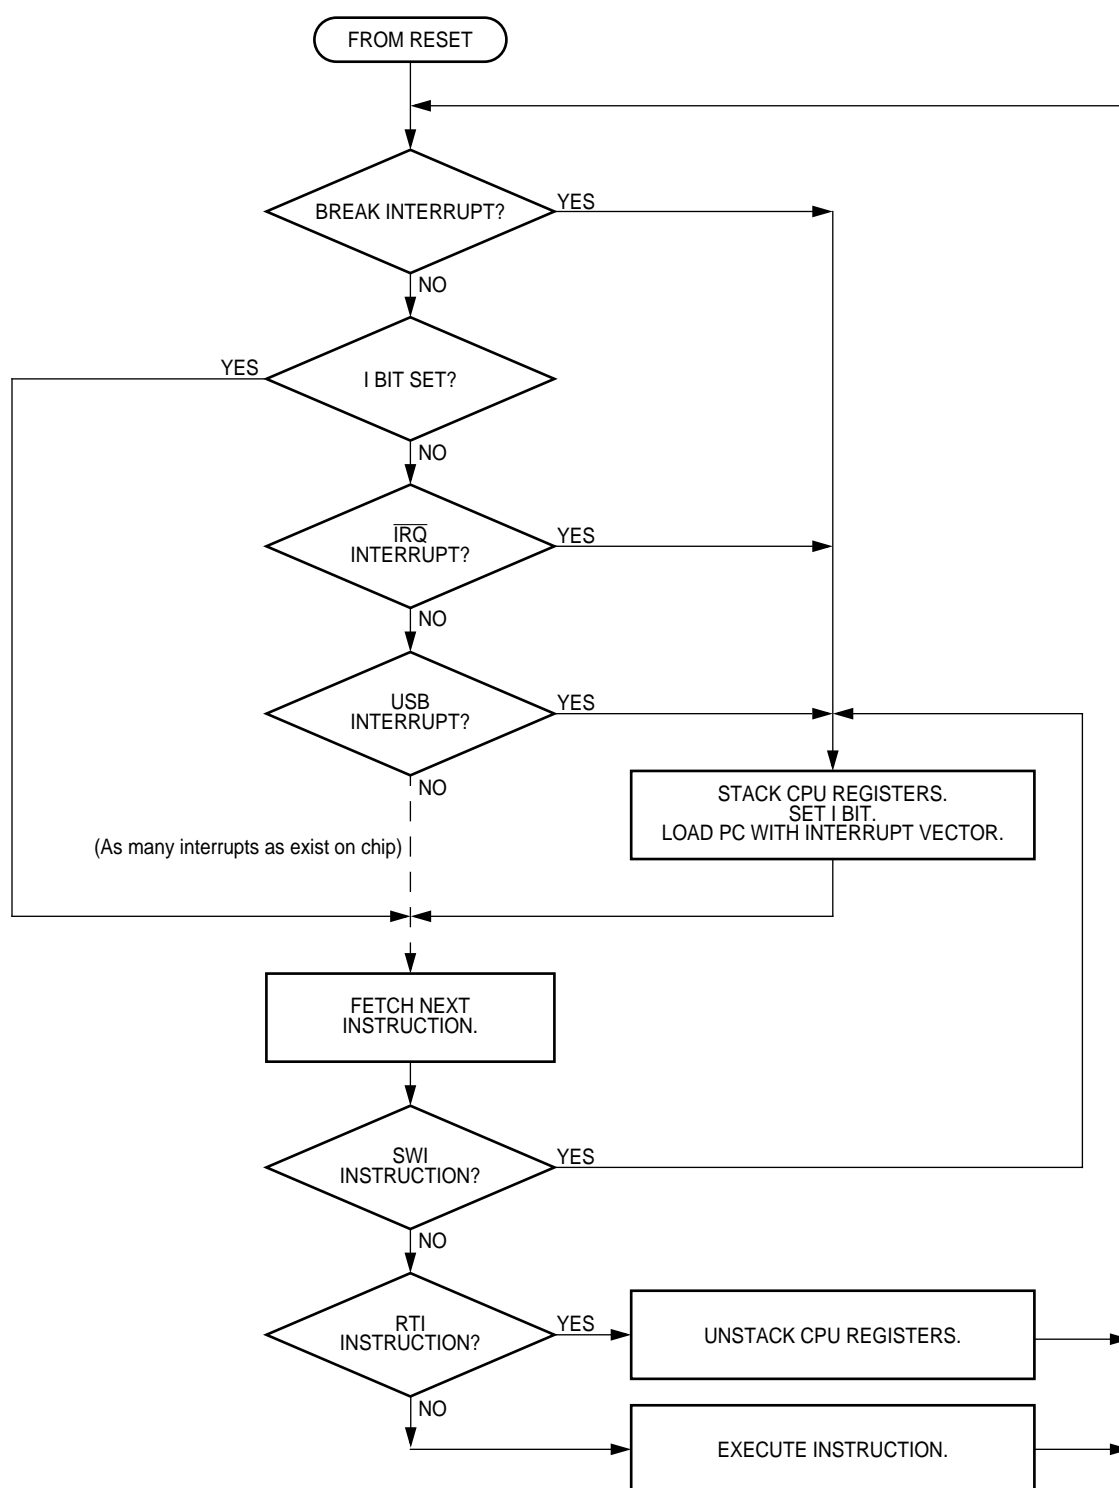 FROM RESET
BREAK INTERRUPT?
YES
NO
YES
I BIT SET?
NO
IRQ
INTERRUPT?
YES
NO
USB
INTERRUPT?
YES
NO
STACK CPU REGISTERS.
SET I BIT.
LOAD PC WITH INTERRUPT VECTOR.
(As many interrupts as exist on chip)
FETCH NEXT
INSTRUCTION.
SWI
INSTRUCTION?
YES
NO
RTI
INSTRUCTION?
YES
UNSTACK CPU REGISTERS.
NO
EXECUTE INSTRUCTION.